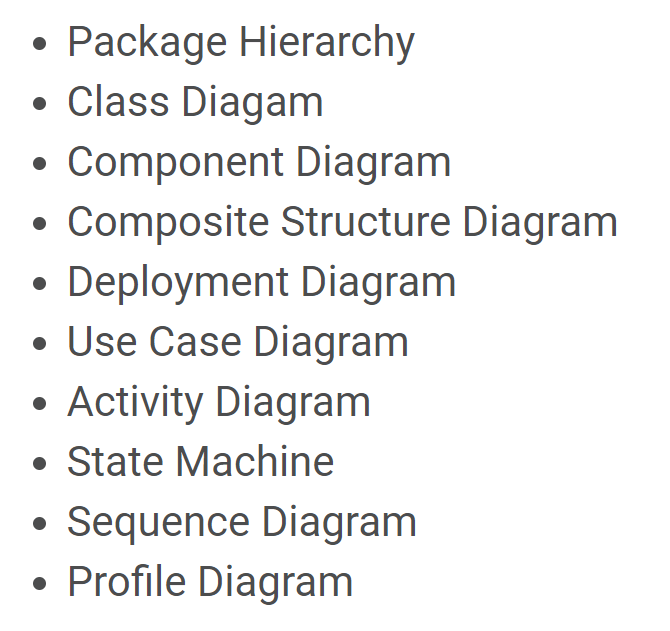 Package Hierarchy
Class Diagam
Component Diagram
Composite Structure Diagram
Deployment Diagram
Use Case Diagram
Activity Diagram
State Machine
Sequence Diagram
Profile Diagram